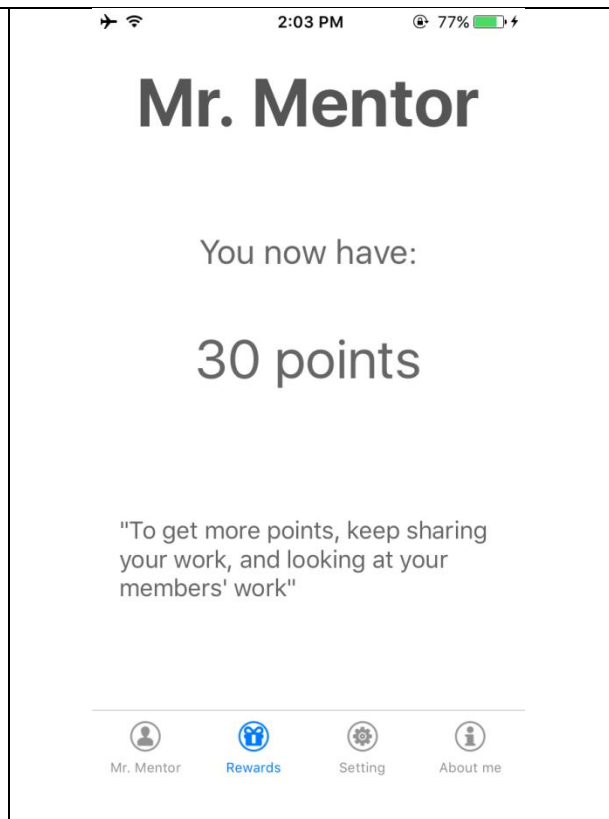 2:03 PM 77%
Mr. Mentor
You now have:
30 points
"To get more points, keep sharing
your work, and looking at your
members' work"
Mr. Mentor Rewards Setting About me